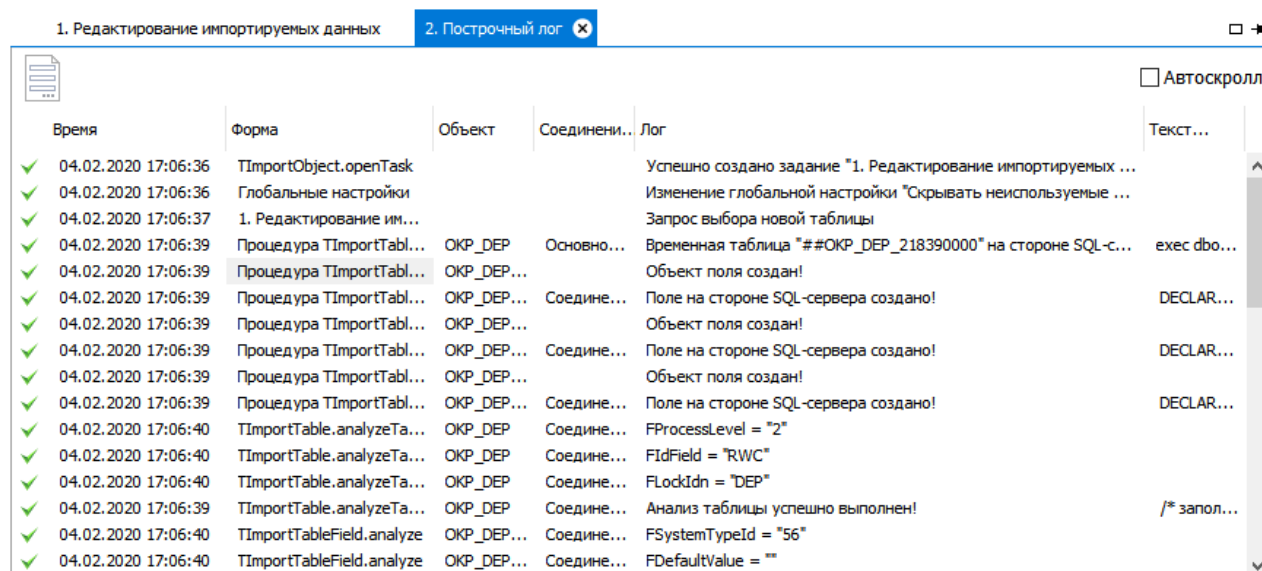 1. Редактирование импортируемых данных 2. Построчный лог
Автоскролл
Время Форма Объект Соединени... Лог Текст...
04.02.2020 17:06:36 TImportObject.openTask Успешно создано задание "1. Редактирование импортируемых ...
04.02.2020 17:06:36 Глобальные настройки Изменение глобальной настройки "Скрывать неиспользуемые ...
04.02.2020 17:06:37 1. Редактирование им... Запрос выбора новой таблицы
04.02.2020 17:06:39 Процедура TImportTabl... OKP_DEP Основно... Временная таблица "##OKP_DEP_218390000" на стороне SQL-с... exec dbo...
04.02.2020 17:06:39 Процедура TImportTabl... OKP_DEP... Объект поля создан!
04.02.2020 17:06:39 Процедура TImportTabl... OKP_DEP... Соедине... Поле на стороне SQL-сервера создано! DECLAR...
04.02.2020 17:06:39 Процедура TImportTabl... OKP_DEP... Объект поля создан!
04.02.2020 17:06:39 Процедура TImportTabl... OKP_DEP... Соедине... Поле на стороне SQL-сервера создано! DECLAR...
04.02.2020 17:06:39 Процедура TImportTabl... OKP_DEP... Объект поля создан!
04.02.2020 17:06:39 Процедура TImportTabl... OKP_DEP... Соедине... Поле на стороне SQL-сервера создано! DECLAR...
04.02.2020 17:06:40 TImportTable.analyzeTa... OKP_DEP Соедине... FProcessLevel = "2"
04.02.2020 17:06:40 TImportTable.analyzeTa... OKP_DEP Соедине... FIdField = "RWC"
04.02.2020 17:06:40 TImportTable.analyzeTa... OKP_DEP Соедине... FLockIdn = "DEP"
04.02.2020 17:06:39 TImportTable.analyzeTa... OKP_DEP Соедине... Анализ таблицы успешно выполнен! /* запол...
04.02.2020 17:06:40 TImportTableField.analyze OKP_DEP... Соедине... FSystemTypeId = "56"
04.02.2020 17:06:40 TImportTableField.analyze OKP_DEP... Соедине... FDefaultValue = ""